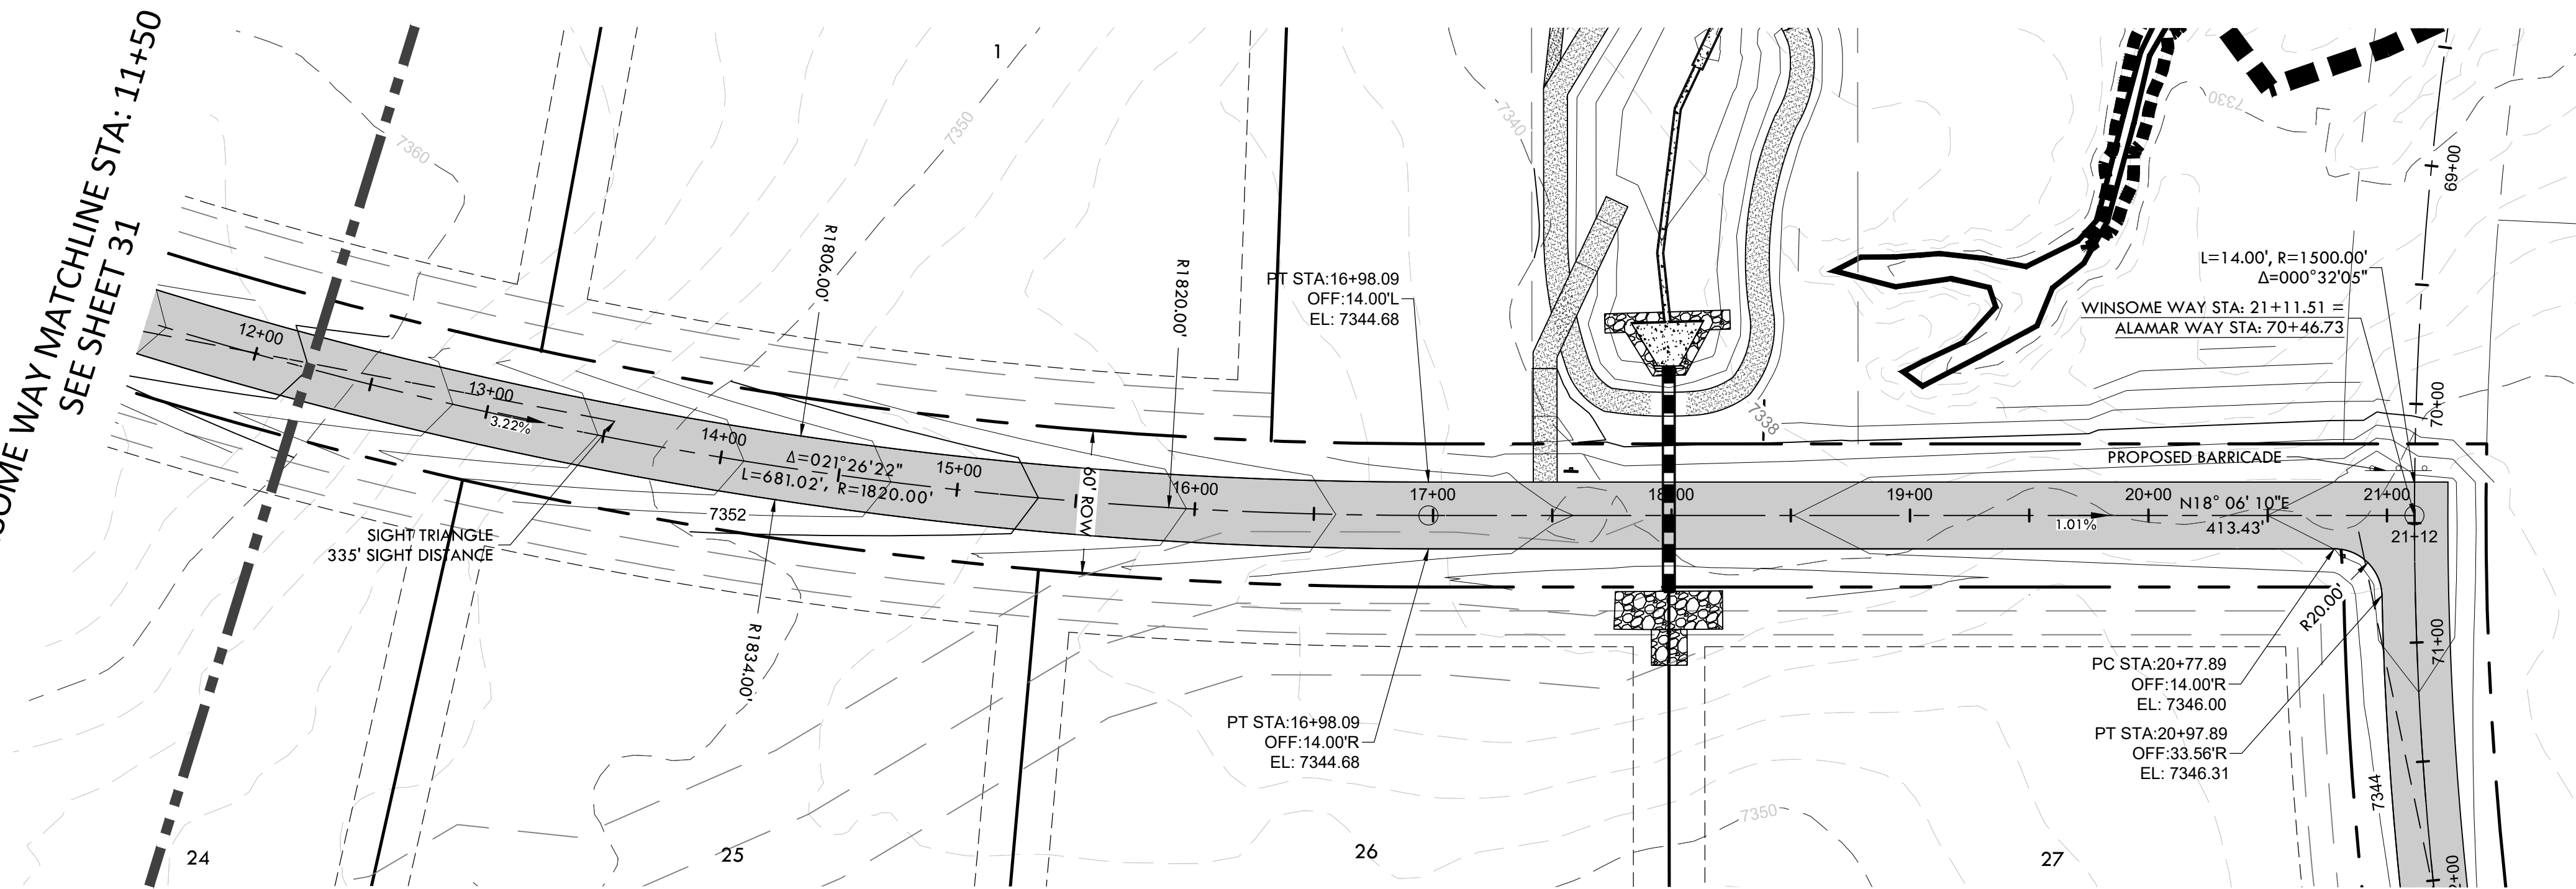 SOME WAY MATCHLINE STA: 11+50
SEE SHEET 31
1
7360
7350
7340
7330
69+00
R1806.00'
R1820.00'
PT STA:16+98.09
OFF:14.00'L
EL: 7344.68
L=14.00', R=1500.00'
Δ=000°32'05"
WINSOME WAY STA: 21+11.51 =
ALAMAR WAY STA: 70+46.73
12+00
13+00
3.22%
14+00
Δ=021°26'22"
L=681.02', R=1820.00'
15+00
60' ROW
16+00
17+00
18+00
7338
19+00
20+00
21+00
70+00
PROPOSED BARRICADE
N18° 06' 10"E
413.43'
1.01%
21+12
7352
SIGHT TRIANGLE
335' SIGHT DISTANCE
R1834.00'
R20.00'
71+00
PC STA:20+77.89
OFF:14.00'R
EL: 7346.00
PT STA:16+98.09
OFF:14.00'R
EL: 7344.68
PT STA:20+97.89
OFF:33.56'R
EL: 7346.31
7344
7350
24
25
26
27
2+00